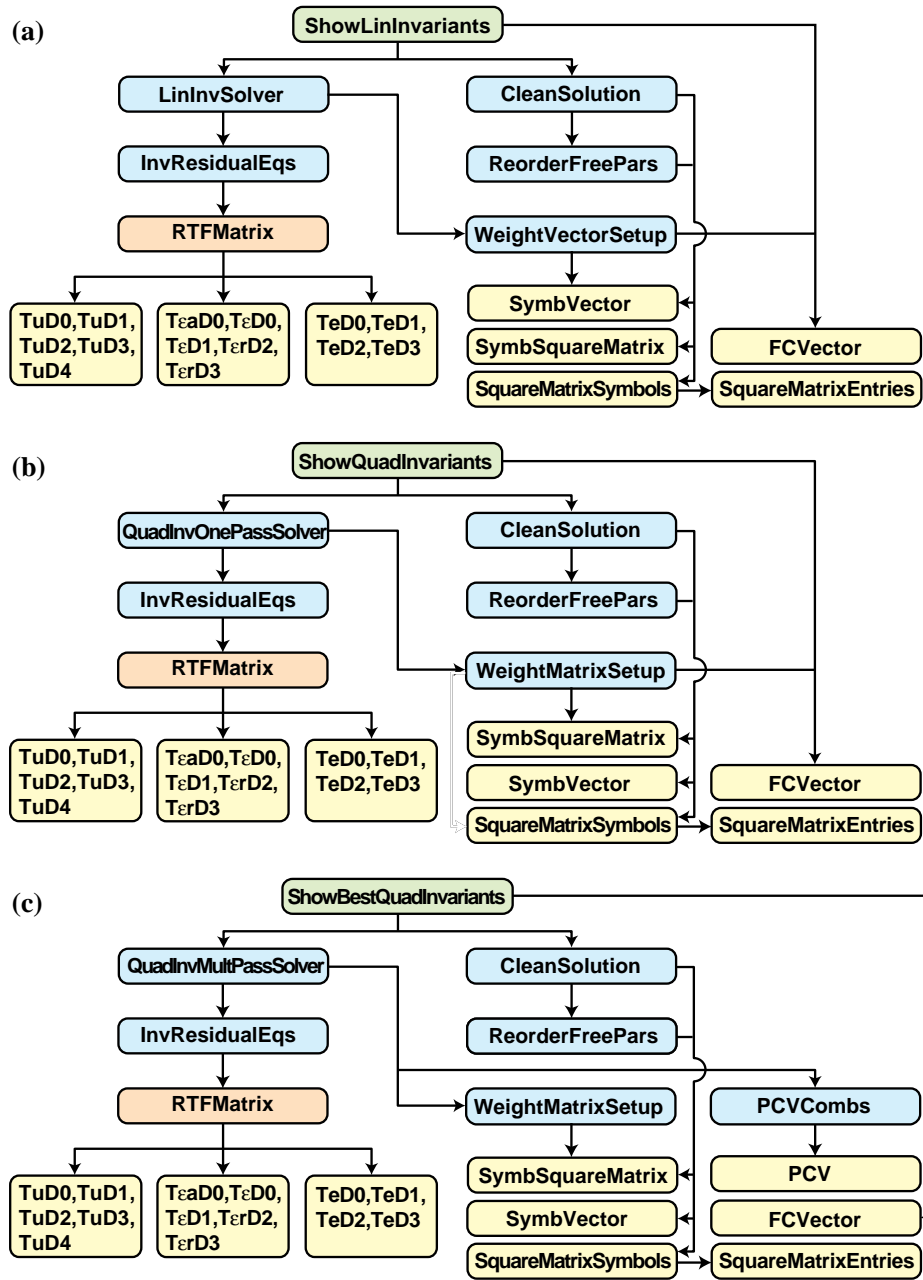 (a)
ShowLinInvariants
LinInvSolver
CleanSolution
InvResidualEqs
ReorderFreePars
RTFMatrix
WeightVectorSetup
TuD0,TuD1,
TuD2,TuD3,
TuD4
TεaD0,TεD0,
TεD1,TεrD2,
TεrD3
TeD0,TeD1,
TeD2,TeD3
SymbVector
SymbSquareMatrix
FCVector
SquareMatrixSymbols
SquareMatrixEntries
(b)
ShowQuadInvariants
QuadInvOnePassSolver
CleanSolution
InvResidualEqs
ReorderFreePars
RTFMatrix
WeightMatrixSetup
TuD0,TuD1,
TuD2,TuD3,
TuD4
TεaD0,TεD0,
TεD1,TεrD2,
TεrD3
TeD0,TeD1,
TeD2,TeD3
SymbSquareMatrix
SymbVector
FCVector
SquareMatrixSymbols
SquareMatrixEntries
(c)
ShowBestQuadInvariants
QuadInvMultPassSolver
CleanSolution
InvResidualEqs
ReorderFreePars
RTFMatrix
WeightMatrixSetup
PCVCombs
TuD0,TuD1,
TuD2,TuD3,
TuD4
TεaD0,TεD0,
TεD1,TεrD2,
TεrD3
TeD0,TeD1,
TeD2,TeD3
SymbSquareMatrix
PCV
SymbVector
FCVector
SquareMatrixSymbols
SquareMatrixEntries